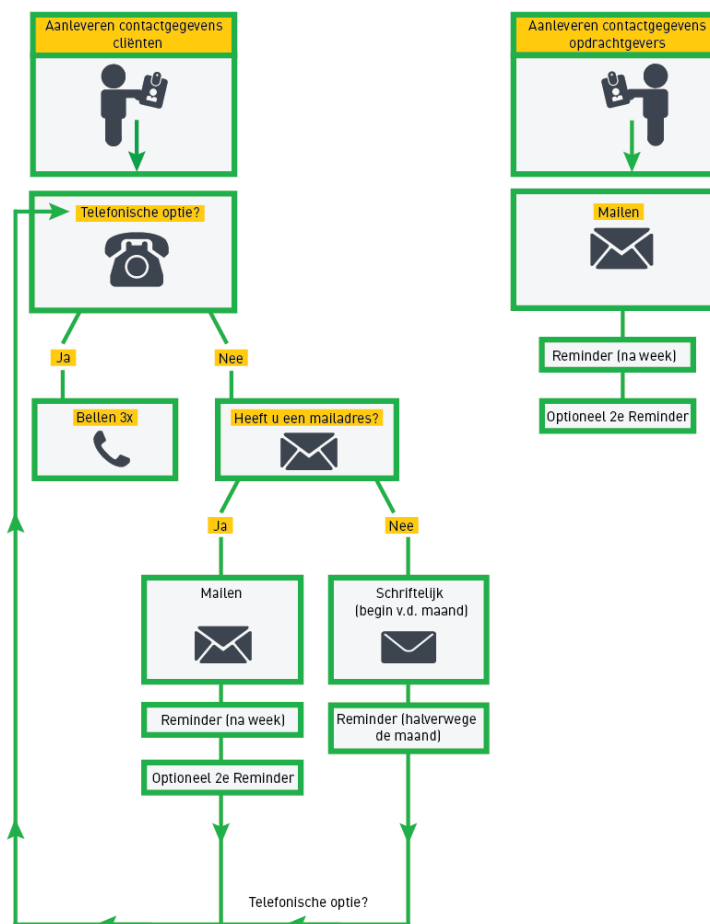 Aanleveren contactgegevens
cliënten
Telefonische optie?
Ja
Nee
Bellen 3x
Heeft u een mailadres?
Ja
Nee
Mailen
Schriftelijk
(begin v.d. maand)
Reminder (na week)
Reminder (halverwege
de maand)
Optioneel 2e Reminder
Telefonische optie?
Aanleveren contactgegevens
opdrachtgevers
Mailen
Reminder (na week)
Optioneel 2e Reminder